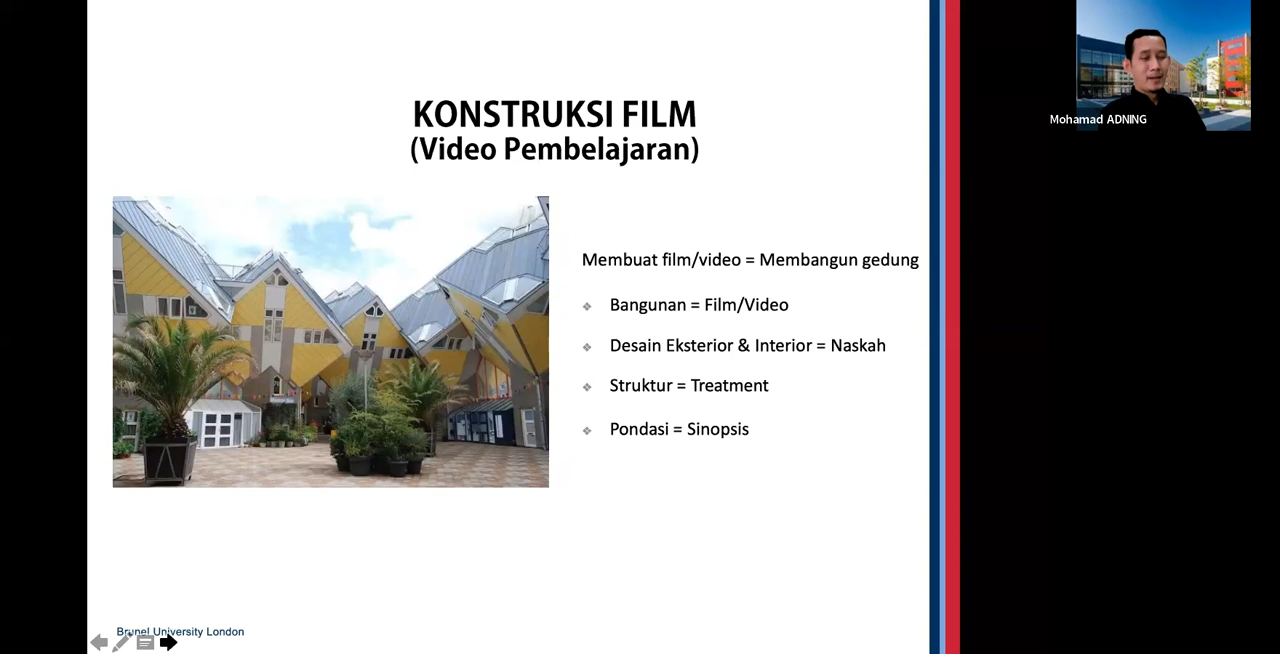 KONSTRUKSI FILM
(Video Pembelajaran)
Membuat film/video = Membangun gedung
❖ Bangunan = Film/Video
❖ Desain Eksterior & Interior = Naskah
❖ Struktur = Treatment
❖ Pondasi = Sinopsis
Brunel University London
Mohamad ADNING